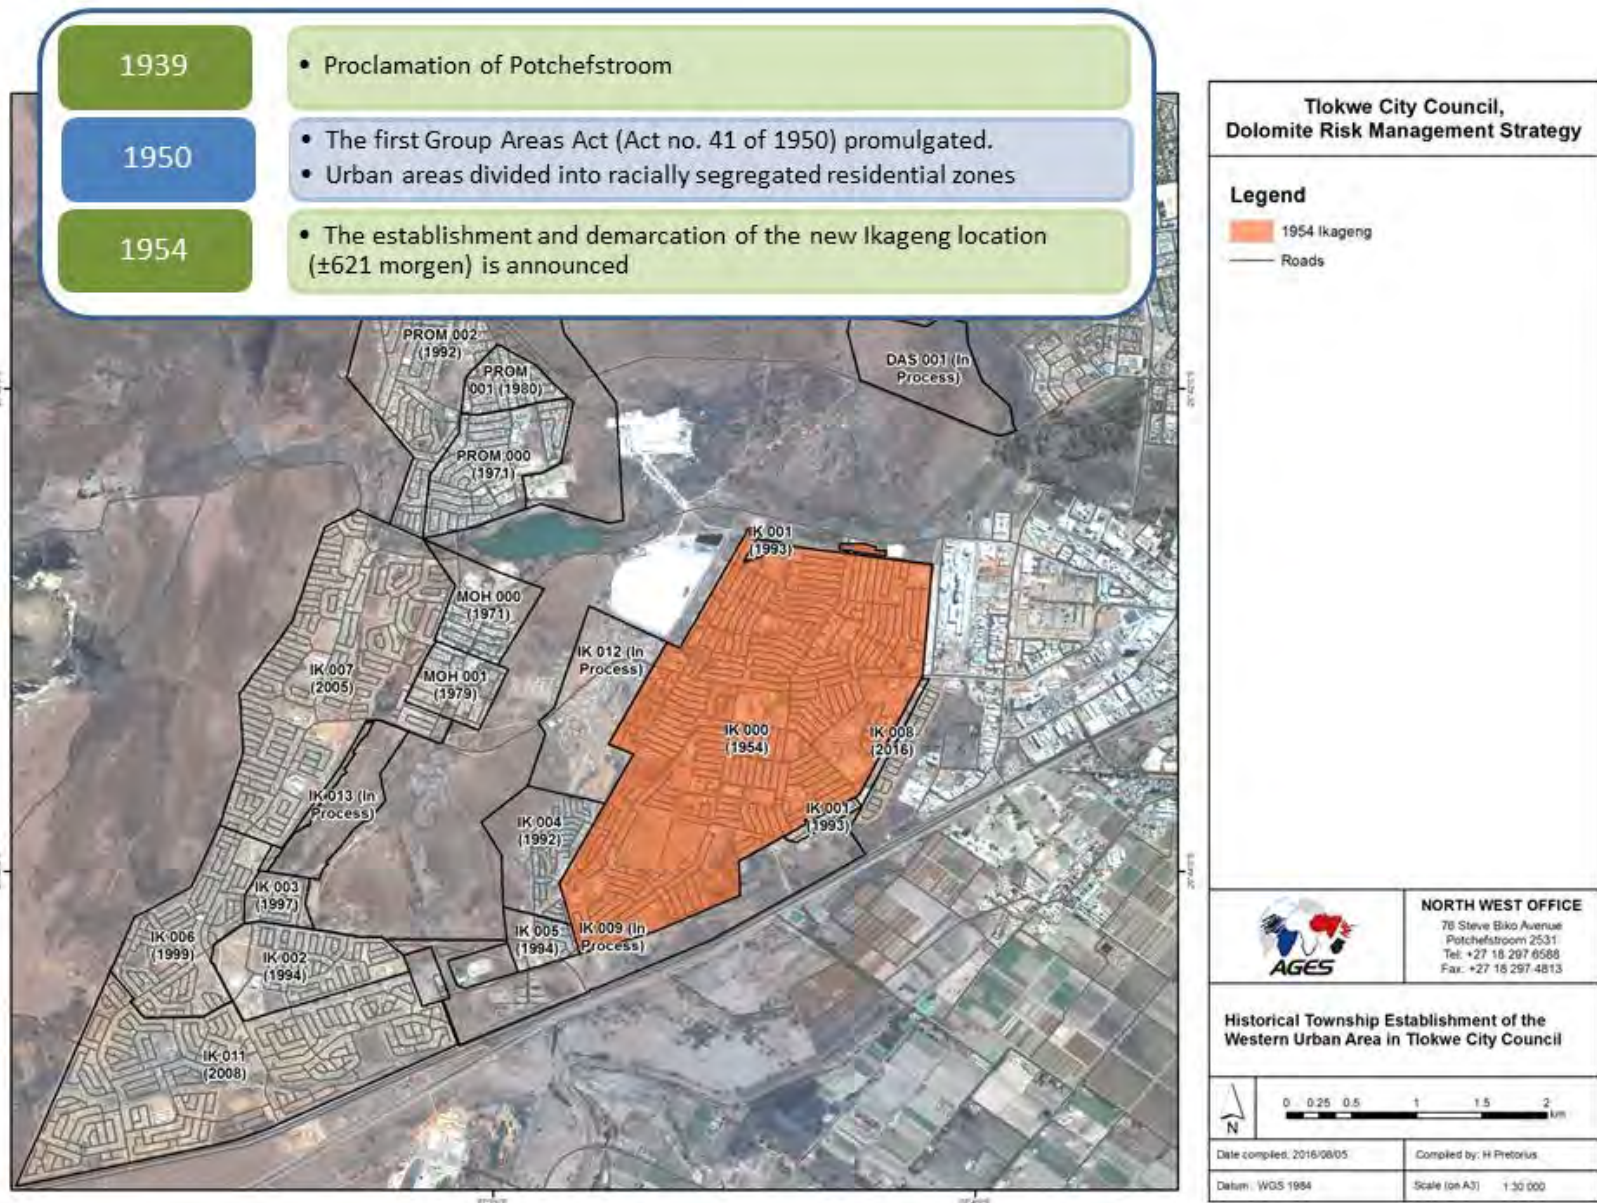 1939
• Proclamation of Potchefstroom
1950
• The first Group Areas Act (Act no. 41 of 1950) promulgated.
• Urban areas divided into racially segregated residential zones
1954
• The establishment and demarcation of the new Ikageng location
(±621 morgen) is announced
PROM 002
(1992)
PROM
001 (1980)
DAS 001 (In
Process)
PROM 000
(1971)
IK 001
(1993)
MOH 000
(1971)
IK 012 (In
Process)
IK 007
(2005)
MOH 001
(1979)
IK 000
(1954)
IK 008
(2016)
IK 013 (In
Process)
IK 001
(1993)
IK 004
(1992)
IK 003
(1997)
IK 005
(1994)
IK 009 (In
Process)
IK 006
(1999)
IK 002
(1994)
IK 011
(2008)
Tlokwe City Council,
Dolomite Risk Management Strategy
Legend
1954 Ikageng
Roads
AGES
NORTH WEST OFFICE
76 Steve Biko Avenue
Potchefstroom 2531
Tel: +27 18 297 6588
Fax: +27 18 297 4813
Historical Township Establishment of the
Western Urban Area in Tlokwe City Council
N
0 0.25 0.5 1 1.5 2
km
Date compiled: 2016/08/05
Compiled by: H Pretorius
Datum: WGS 1984
Scale (on A3) 1:30 000